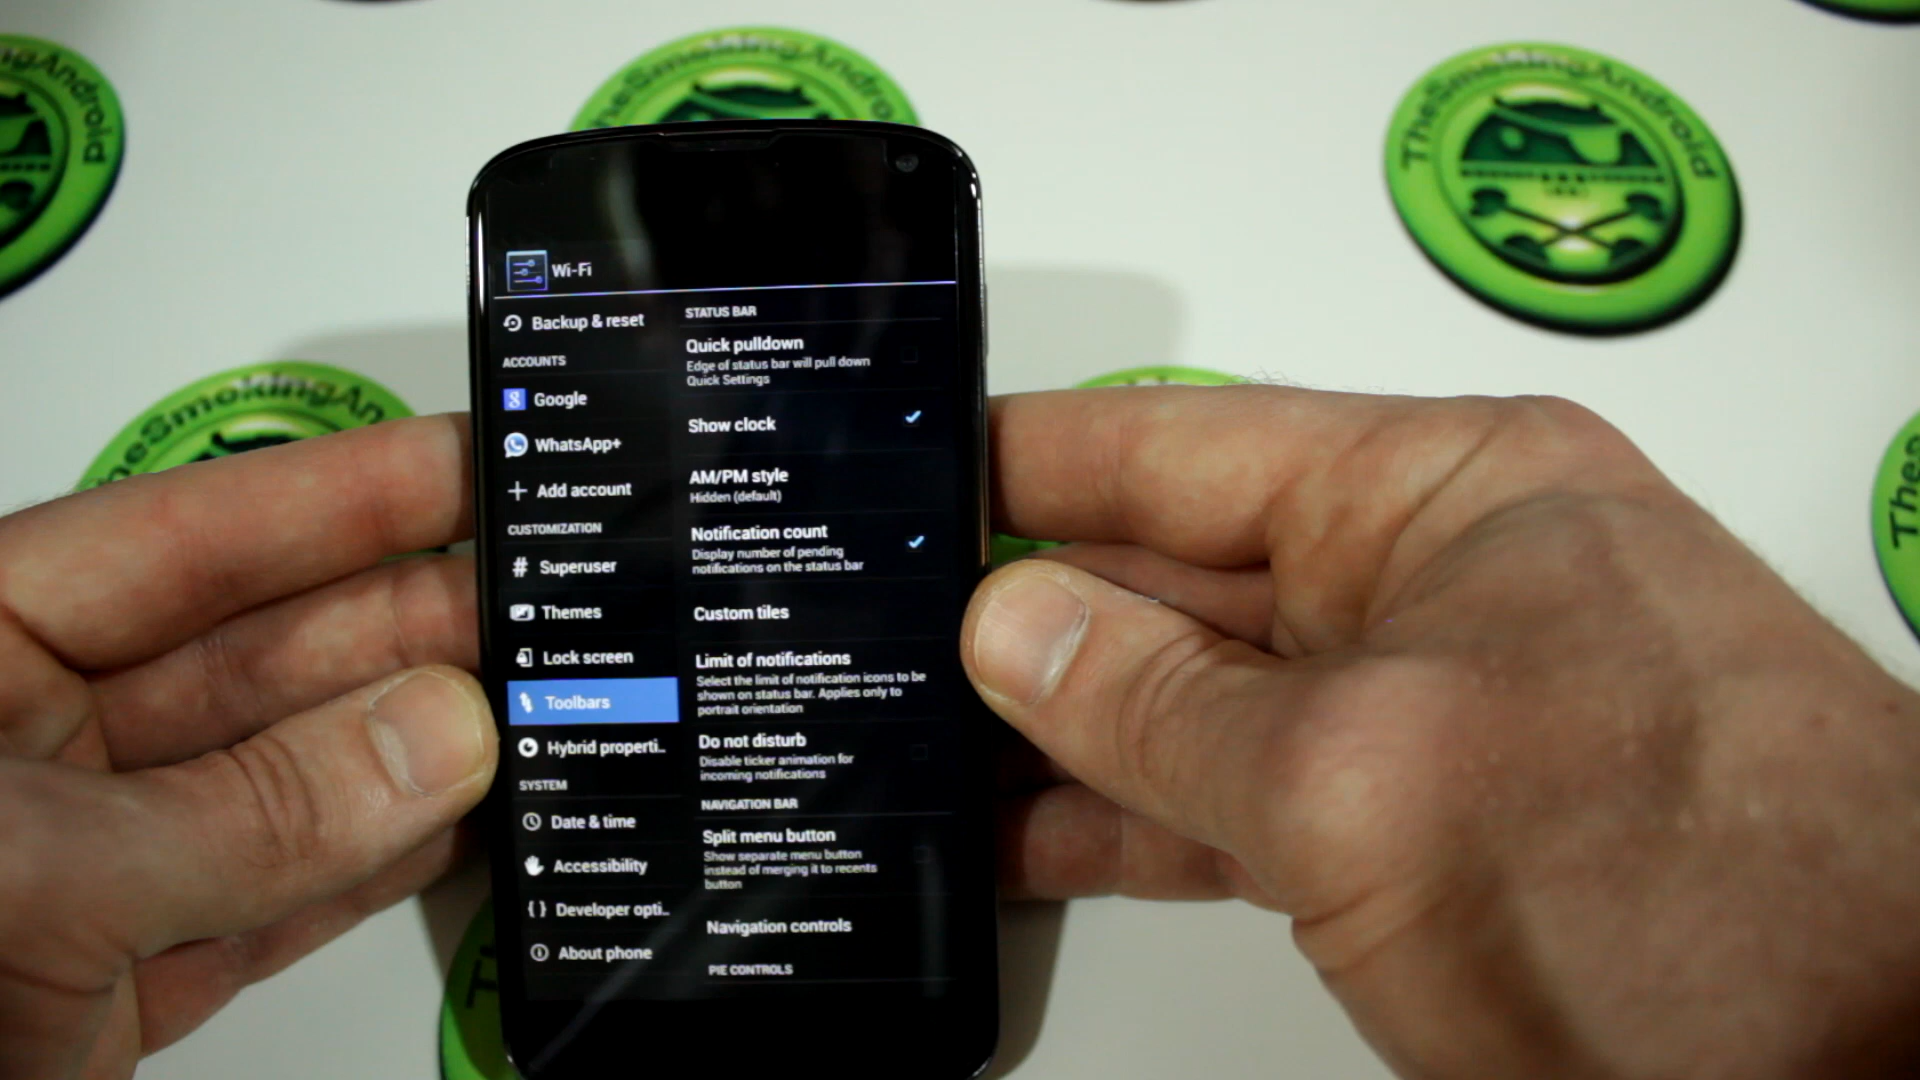 TheSmokingAndroid
TheSmokingAndroid
TheSmokingAn
Wi-Fi
Backup & reset
ACCOUNTS
Google
WhatsApp+
Add account
CUSTOMIZATION
# Superuser
Themes
Lock screen
Toolbars
Hybrid properti..
SYSTEM
Date & time
Accessibility
{ } Developer opti..
About phone
STATUS BAR
Quick pulldown
Edge of status bar will pull down
Quick Settings
Show clock
AM/PM style
Hidden (default)
Notification count
Display number of pending
notifications on the status bar
Custom tiles
Limit of notifications
Select the limit of notification icons to be
shown on status bar. Applies only to
portrait orientation
Do not disturb
Disable ticker animation for
incoming notifications
NAVIGATION BAR
Split menu button
Show separate menu button
instead of merging it to recents
button
Navigation controls
PIE CONTROLS